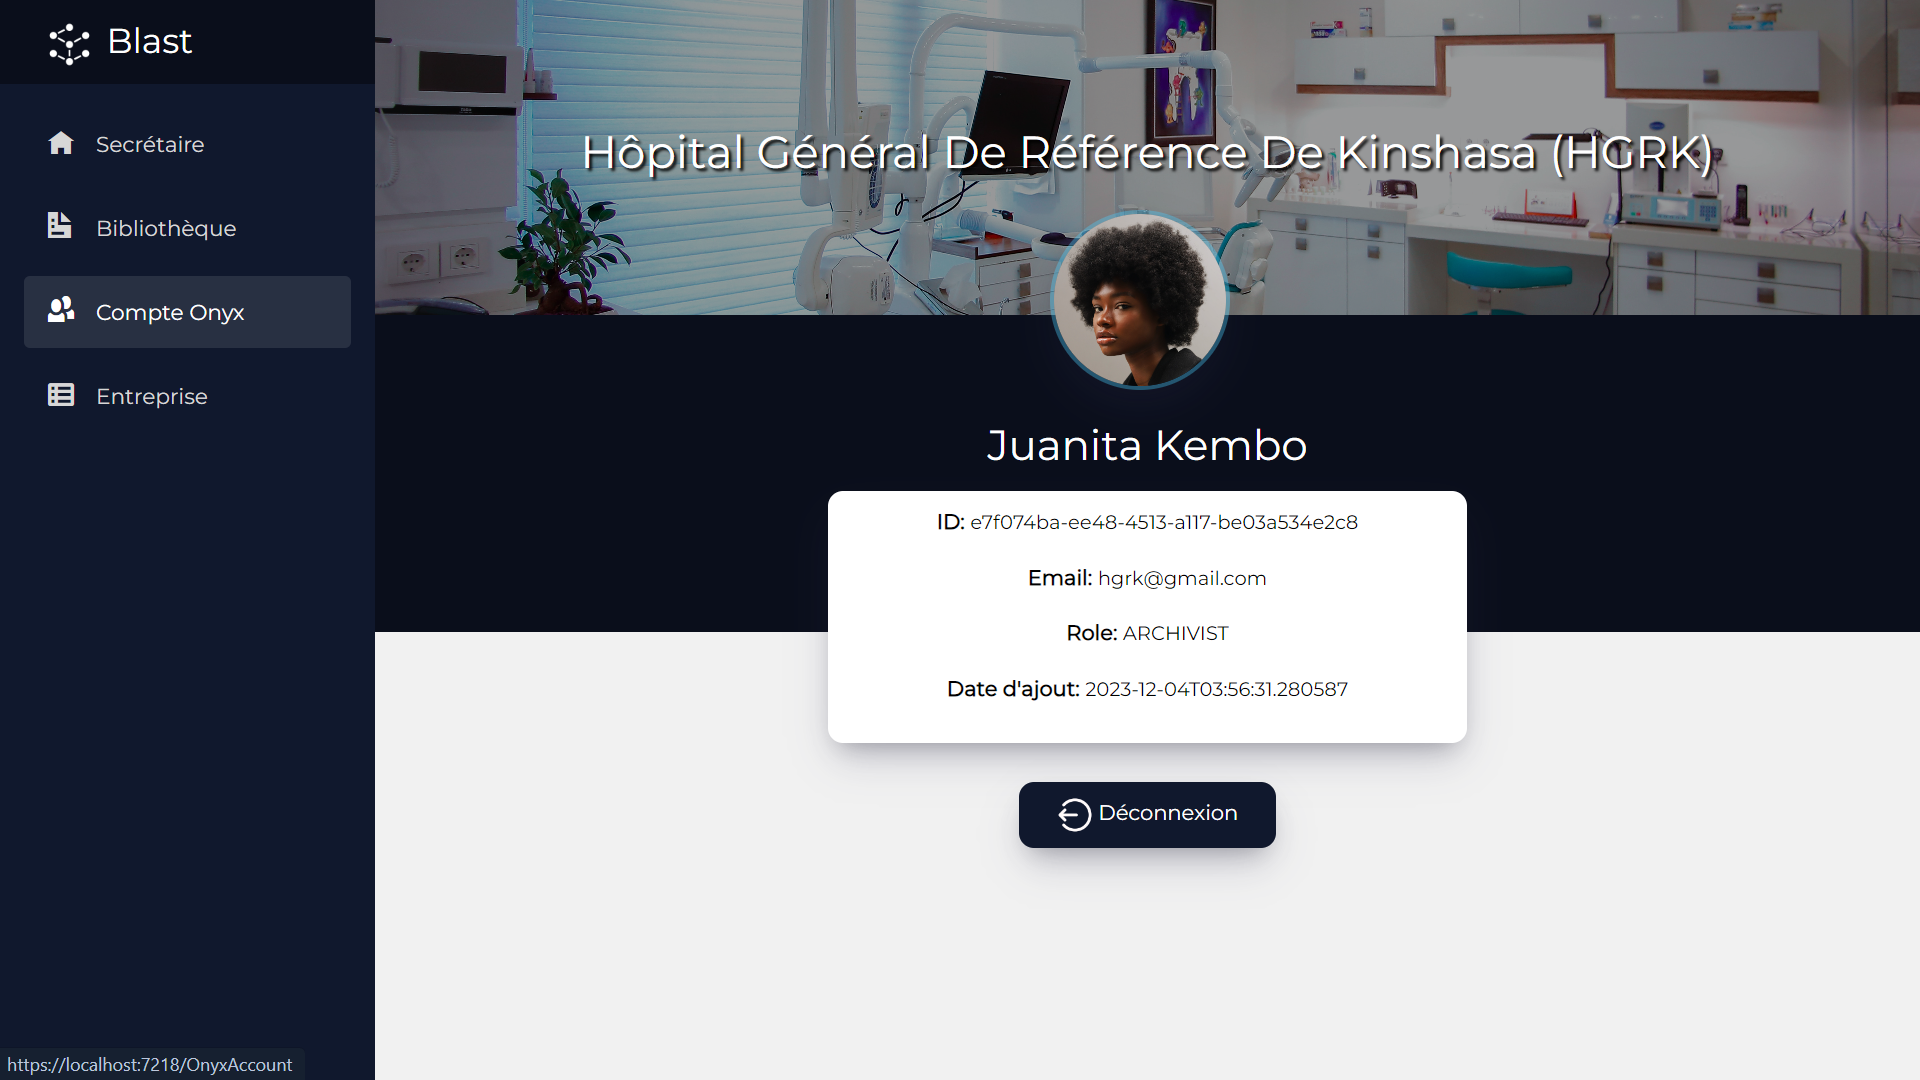 Blast
Secrétaire
Bibliothèque
Compte Onyx
Entreprise
Hôpital Général De Référence De Kinshasa (HGRK)
Juanita Kembo
ID: e7f074ba-ee48-4513-a117-be03a534e2c8
Email: hgrk@gmail.com
Role: ARCHIVIST
Date d'ajout: 2023-12-04T03:56:31.280587
Déconnexion
https://localhost:7218/OnyxAccount